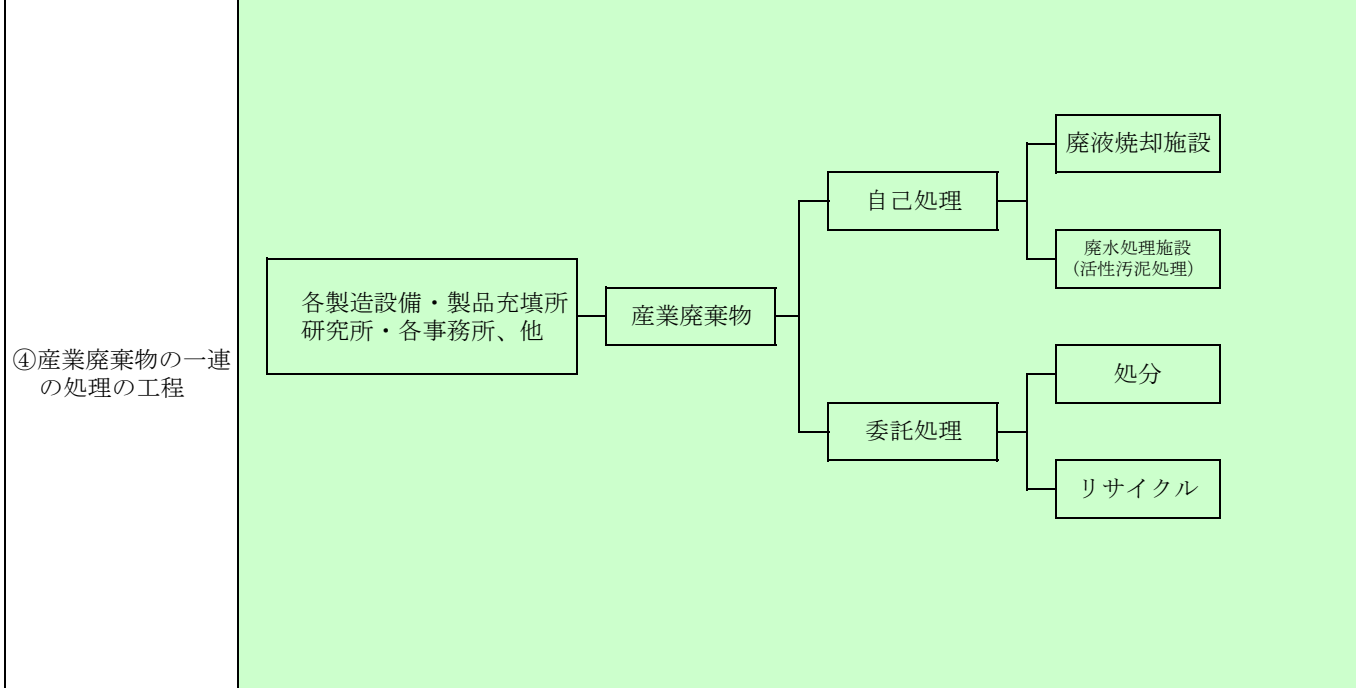 ④産業廃棄物の一連
の処理の工程
各製造設備・製品充填所
研究所・各事務所、他
産業廃棄物
自己処理
廃液焼却施設
廃水処理施設
(活性汚泥処理)
委託処理
処分
リサイクル